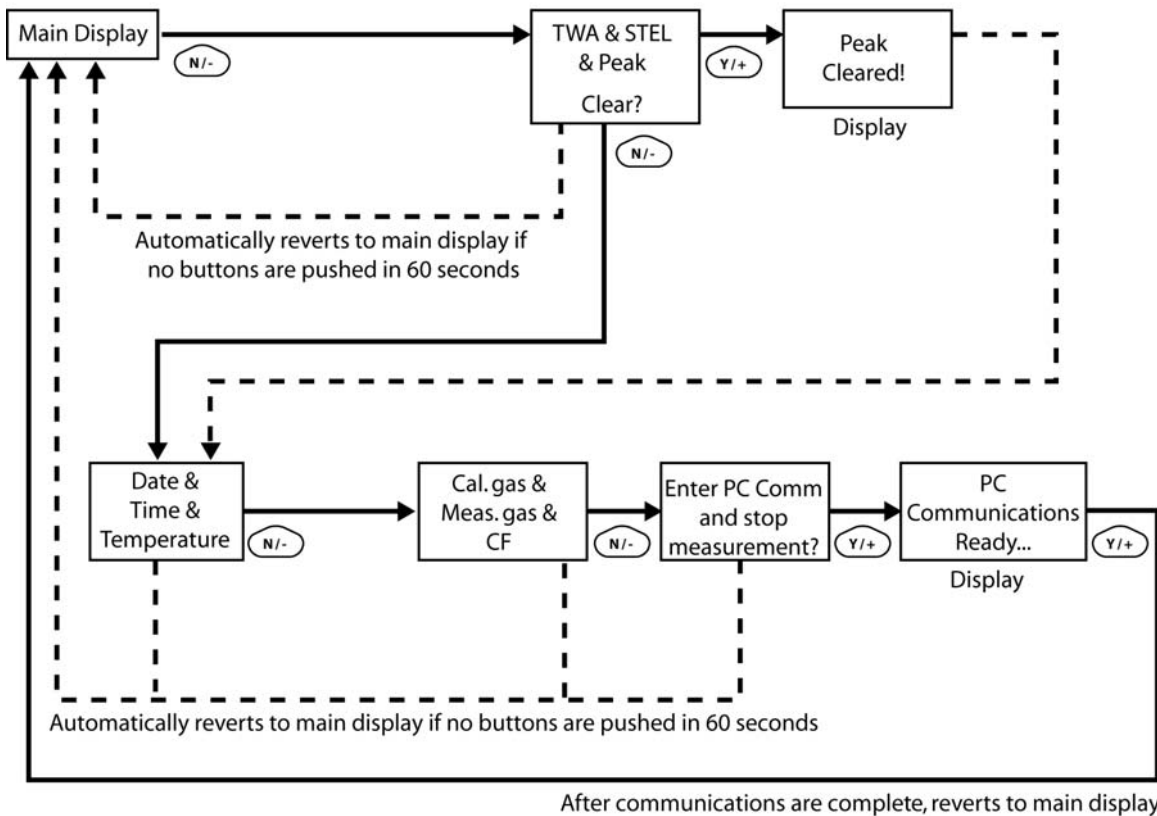 Main Display
N/-
TWA & STEL
& Peak
Clear?
Y/+
Peak
Cleared!
Display
N/-
Automatically reverts to main display if
no buttons are pushed in 60 seconds
Date &
Time &
Temperature
N/-
Cal.gas &
Meas.gas &
CF
N/-
Enter PC Comm
and stop
measurement?
Y/+
PC
Communications
Ready...
Display
Y/+
Automatically reverts to main display if no buttons are pushed in 60 seconds
After communications are complete, reverts to main display